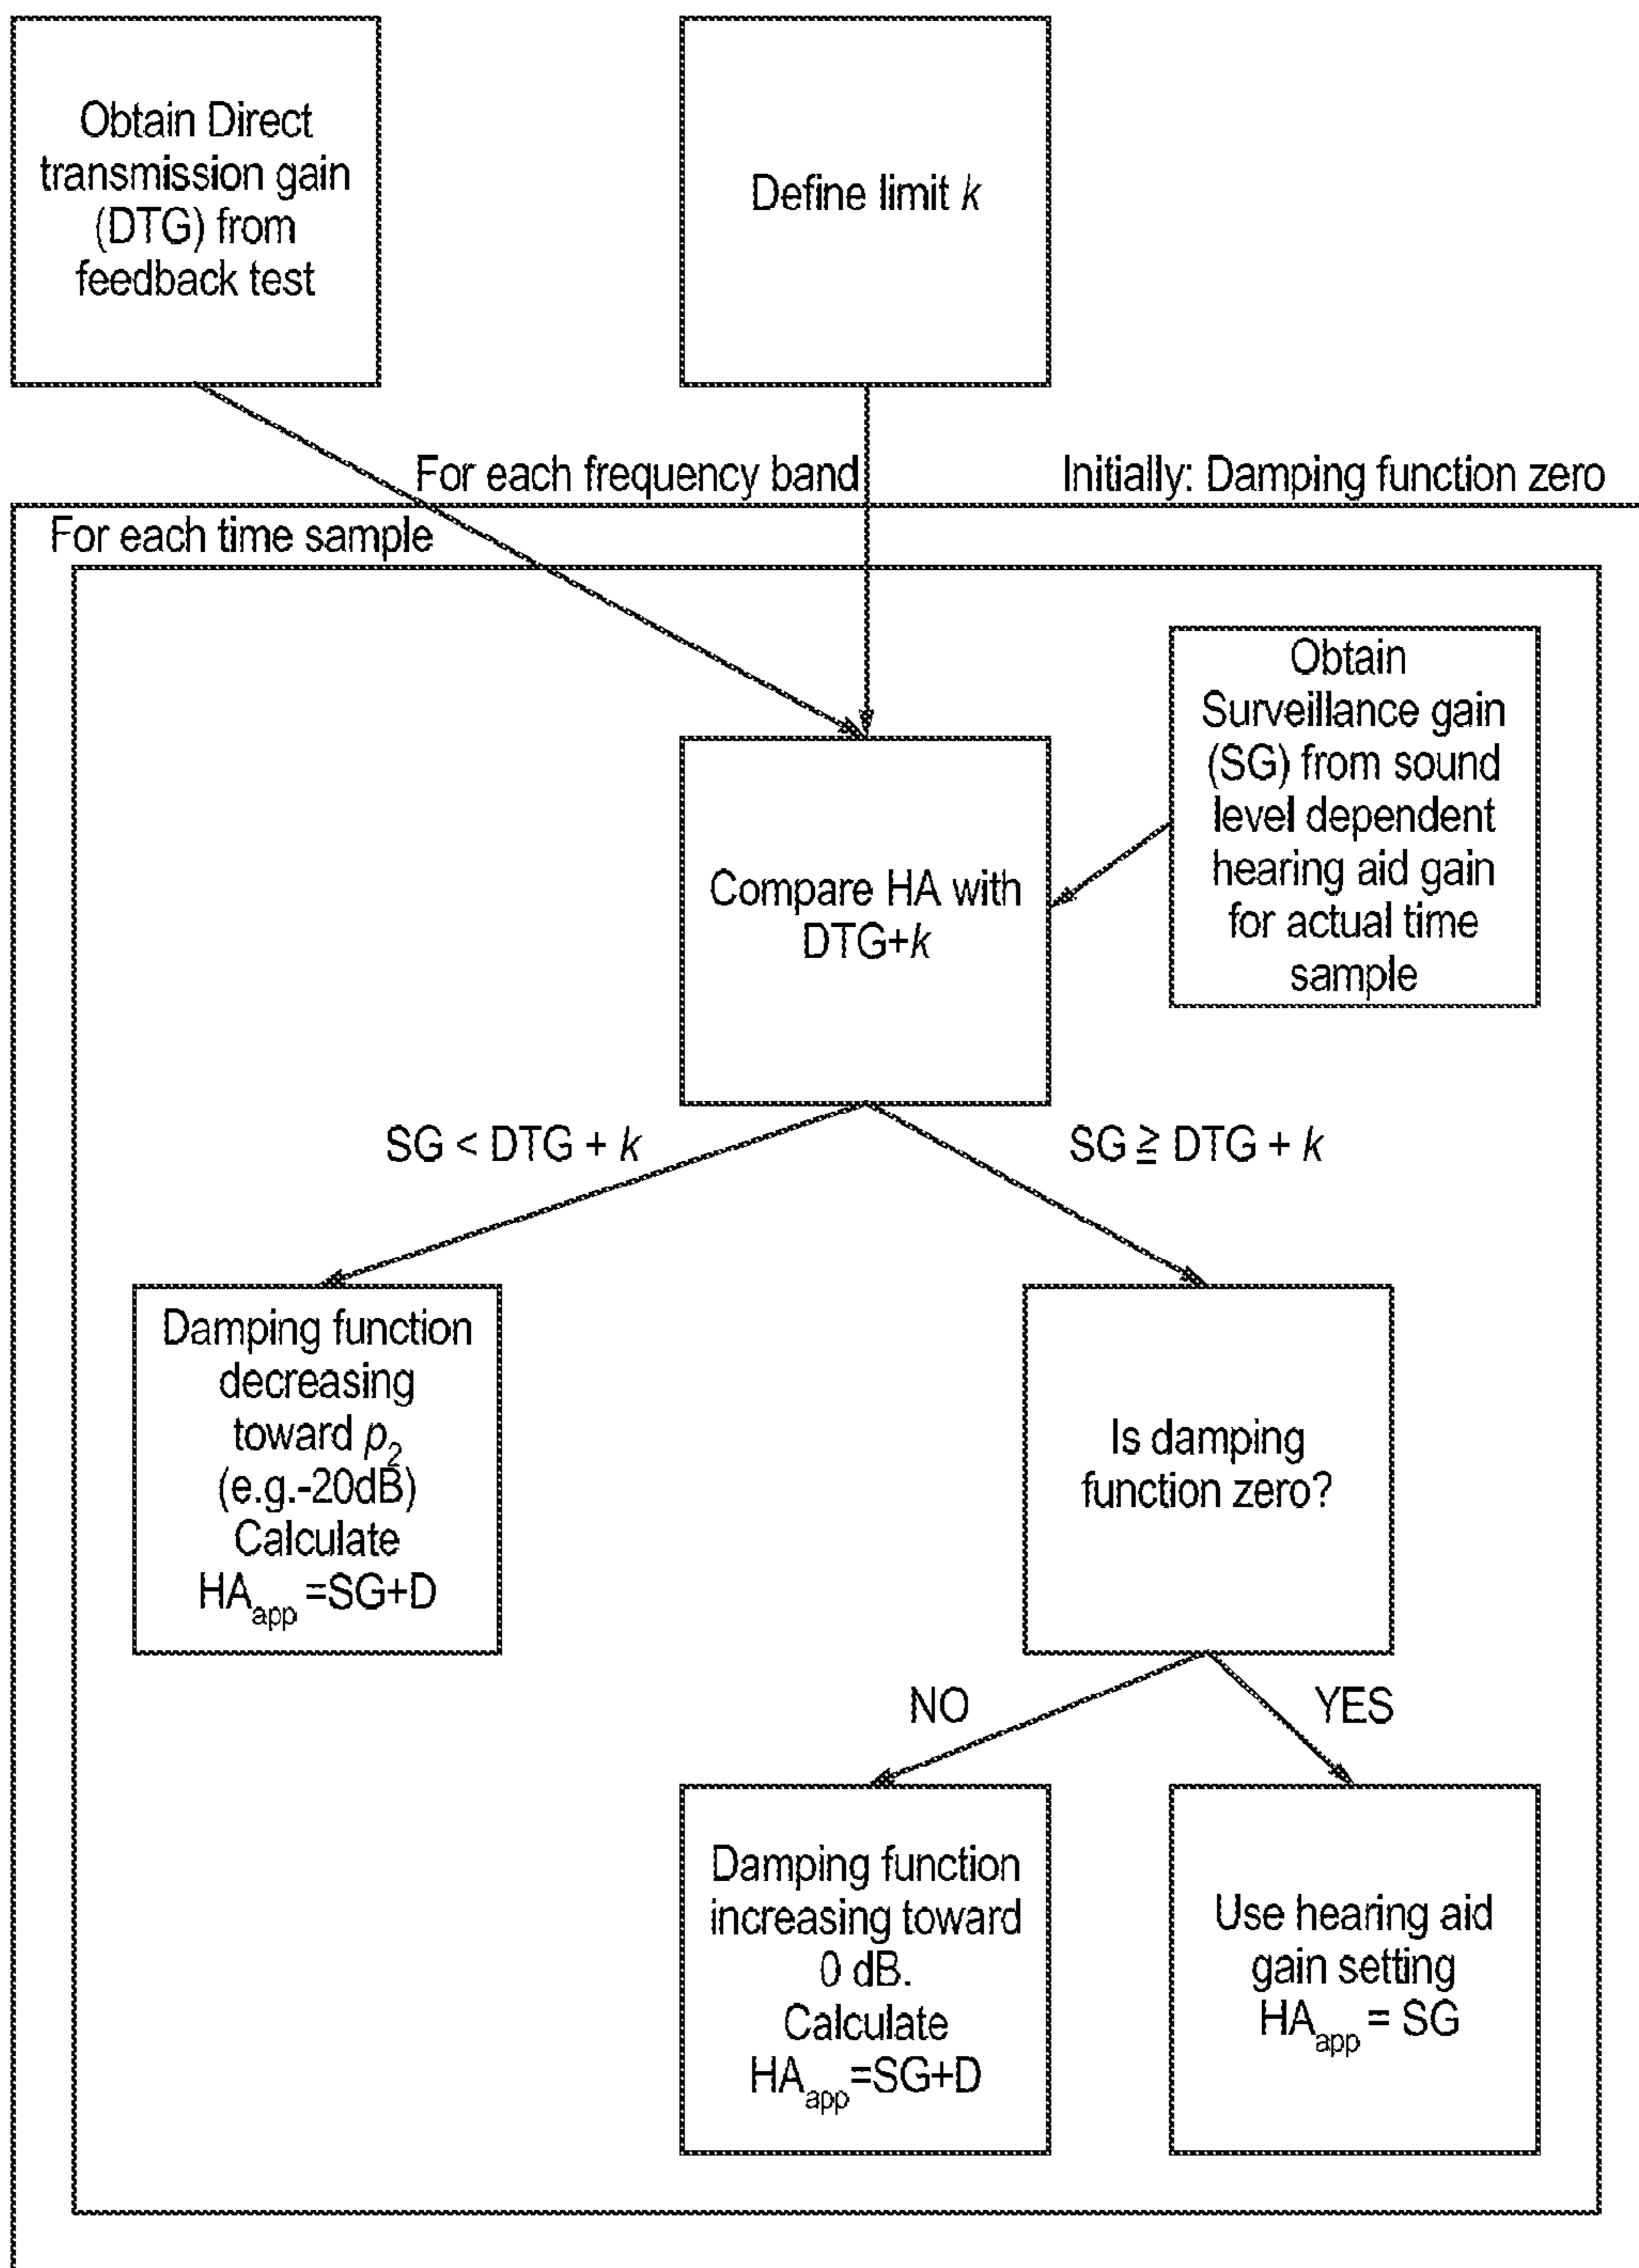 Obtain Direct
transmission gain
(DTG) from
feedback test
Define limit k
For each frequency band
Initially: Damping function zero
For each time sample
Obtain
Surveillance gain
(SG) from sound
level dependent
hearing aid gain
for actual time
sample
Compare HA with
DTG+k
SG < DTG + k
SG ≧ DTG + k
Damping function
decreasing
toward p₂
(e.g.-20dB)
Calculate
HAapp =SG+D
Is damping
function zero?
NO
YES
Damping function
increasing toward
0 dB.
Calculate
HAapp=SG+D
Use hearing aid
gain setting
HAapp = SG